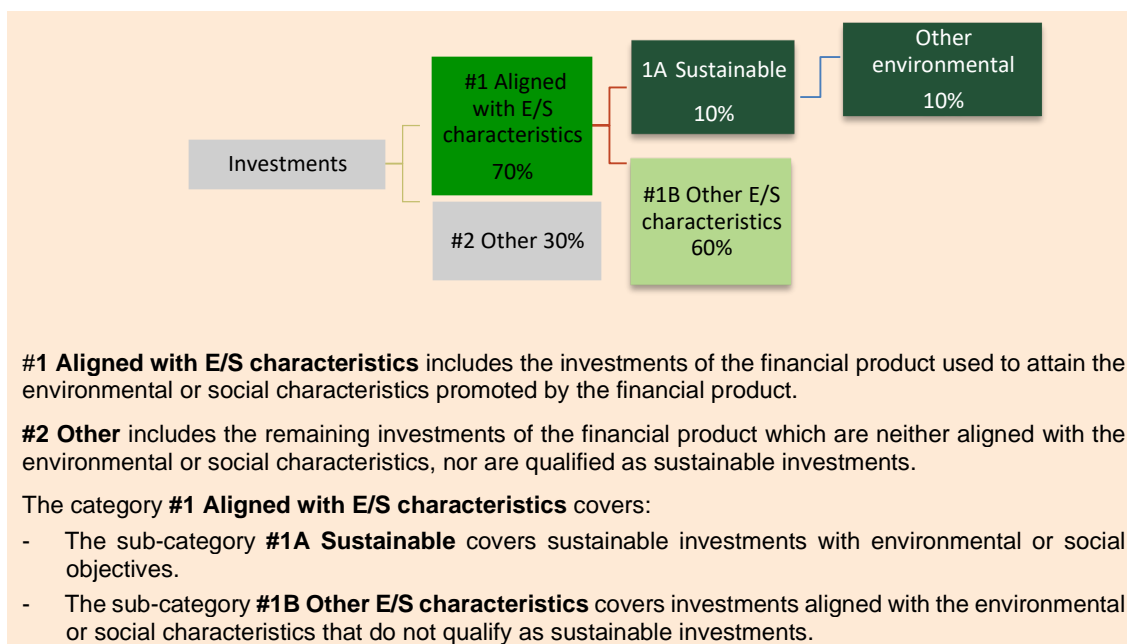 Investments
#1 Aligned
with E/S
characteristics
70%
#2 Other 30%
1A Sustainable
10%
#1B Other E/S
characteristics
60%
Other
environmental
10%
#1 Aligned with E/S characteristics includes the investments of the financial product used to attain the
environmental or social characteristics promoted by the financial product.
#2 Other includes the remaining investments of the financial product which are neither aligned with the
environmental or social characteristics, nor are qualified as sustainable investments.
The category #1 Aligned with E/S characteristics covers:
- The sub-category #1A Sustainable covers sustainable investments with environmental or social
objectives.
- The sub-category #1B Other E/S characteristics covers investments aligned with the environmental
or social characteristics that do not qualify as sustainable investments.